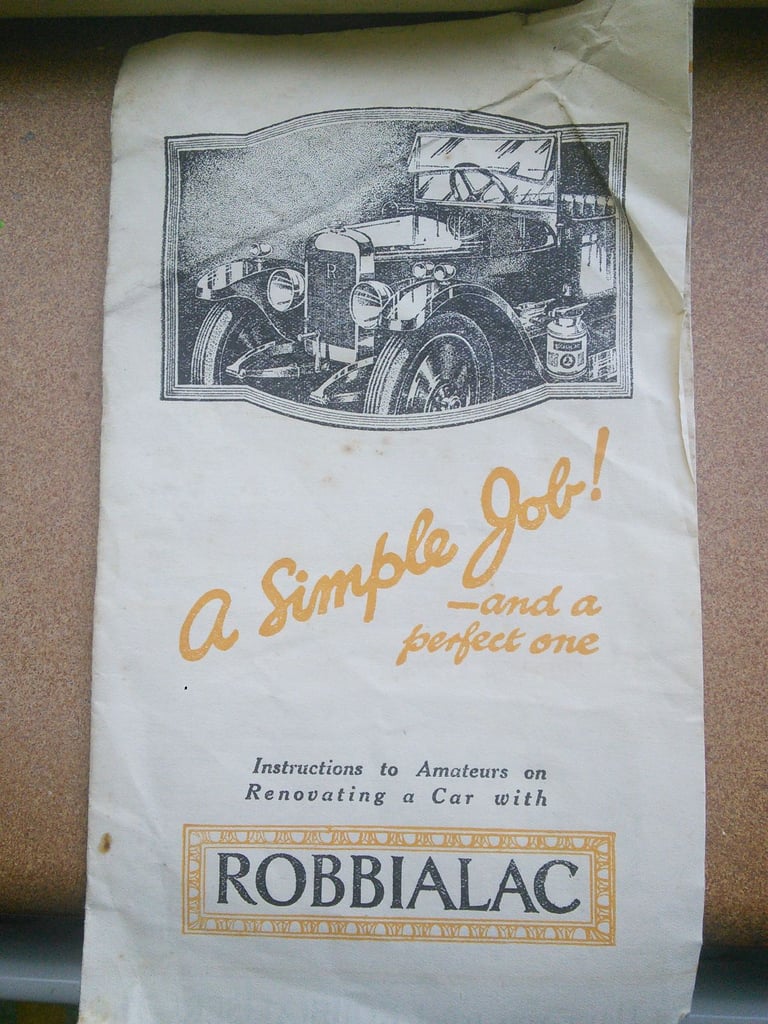 R
A Simple Job!
—and a
perfect one
Instructions to Amateurs on
Renovating a Car with
ROBBIALAC